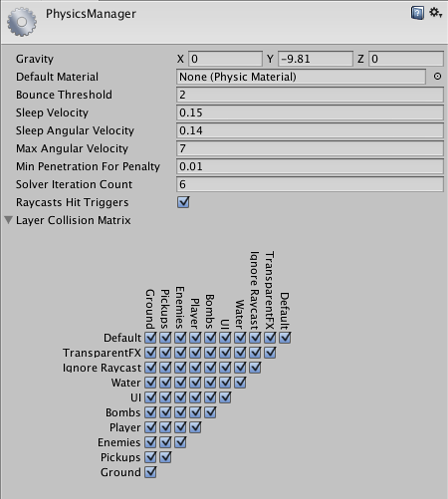 PhysicsManager
Gravity X 0 Y -9.81 Z 0
Default Material None (Physic Material)
Bounce Threshold 2
Sleep Velocity 0.15
Sleep Angular Velocity 0.14
Max Angular Velocity 7
Min Penetration For Penalty 0.01
Solver Iteration Count 6
Raycasts Hit Triggers
Layer Collision Matrix
Ground
Pickups
Enemies
Player
Bombs
UI
Water
Ignore Raycast
TransparentFX
Default
Default
TransparentFX
Ignore Raycast
Water
UI
Bombs
Player
Enemies
Pickups
Ground